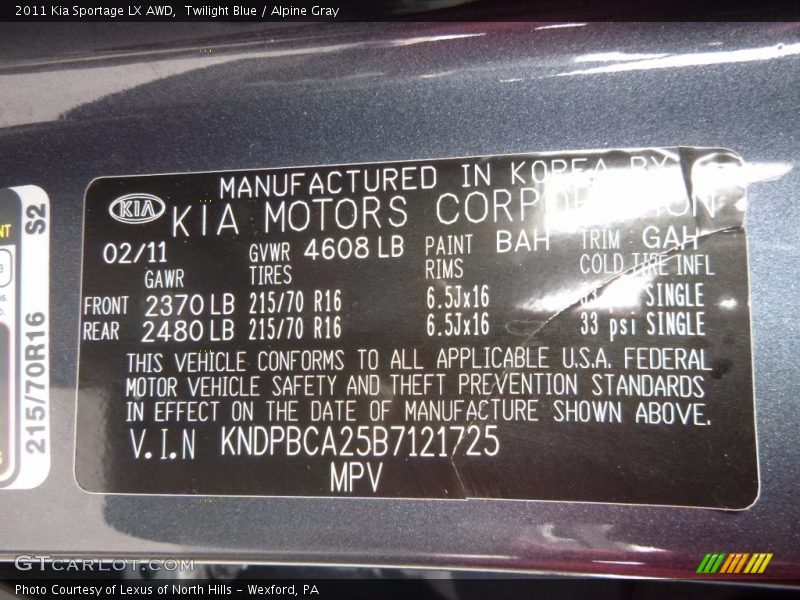 2011 Kia Sportage LX AWD,  Twilight Blue / Alpine Gray
MANUFACTURED IN KOREA BY
KIA KIA MOTORS CORPORATION
02/11 GVWR 4608 LB PAINT BAH TRIM GAH
GAWR TIRES RIMS COLD TIRE INFL
FRONT 2370 LB 215/70 R16 6.5Jx16 33 psi SINGLE
REAR 2480 LB 215/70 R16 6.5Jx16 33 psi SINGLE
THIS VEHICLE CONFORMS TO ALL APPLICABLE U.S.A. FEDERAL
MOTOR VEHICLE SAFETY AND THEFT PREVENTION STANDARDS
IN EFFECT ON THE DATE OF MANUFACTURE SHOWN ABOVE.
V.I.N KNDPBCA25B7121725
MPV
S2
215/70R16
GTCARLOT.COM
Photo Courtesy of Lexus of North Hills - Wexford, PA